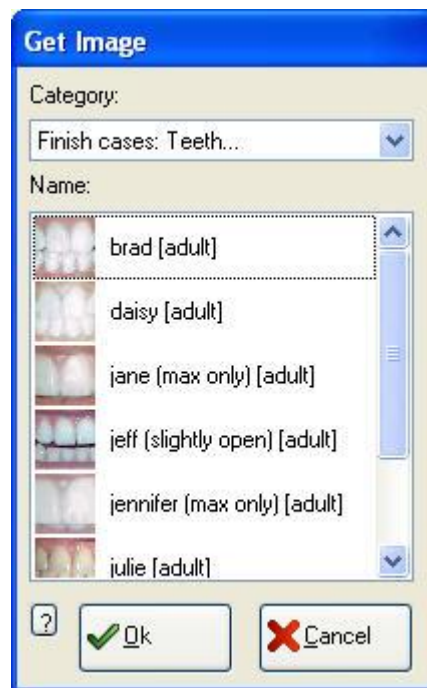 Get Image
Category:
Finish cases: Teeth...
Name:
brad [adult]
daisy [adult]
jane (max only) [adult]
jeff (slightly open) [adult]
jennifer (max only) [adult]
julie [adult]
?
Ok
Cancel